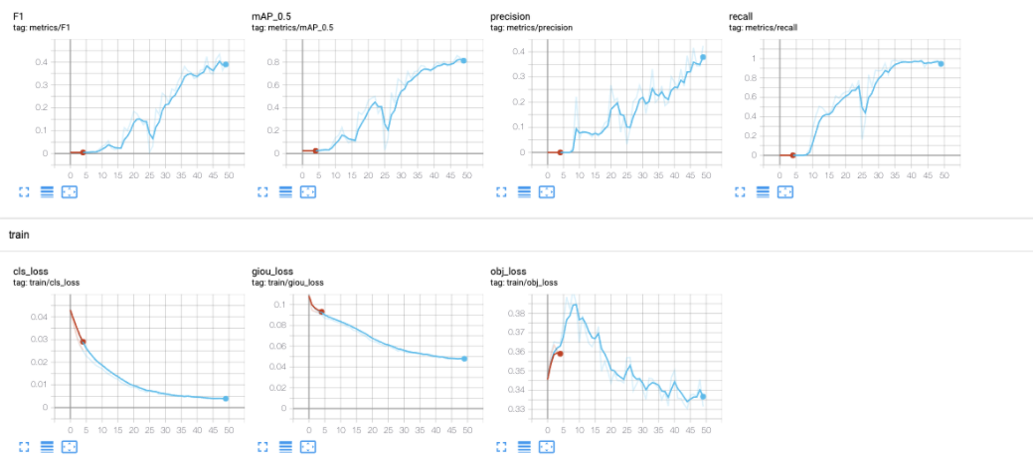 F1
tag: metrics/F1
0.4
0.3
0.2
0.1
0
0 5 10 15 20 25 30 35 40 45 50
mAP_0.5
tag: metrics/mAP_0.5
0.8
0.6
0.4
0.2
0
0 5 10 15 20 25 30 35 40 45 50
precision
tag: metrics/precision
0.4
0.3
0.2
0.1
0
0 5 10 15 20 25 30 35 40 45 50
recall
tag: metrics/recall
1
0.8
0.6
0.4
0.2
0
0 5 10 15 20 25 30 35 40 45 50
train
cls_loss
tag: train/cls_loss
0.04
0.03
0.02
0.01
0
0 5 10 15 20 25 30 35 40 45 50
giou_loss
tag: train/giou_loss
0.1
0.08
0.06
0.04
0.02
0
0 5 10 15 20 25 30 35 40 45 50
obj_loss
tag: train/obj_loss
0.38
0.37
0.36
0.35
0.34
0.33
0 5 10 15 20 25 30 35 40 45 50